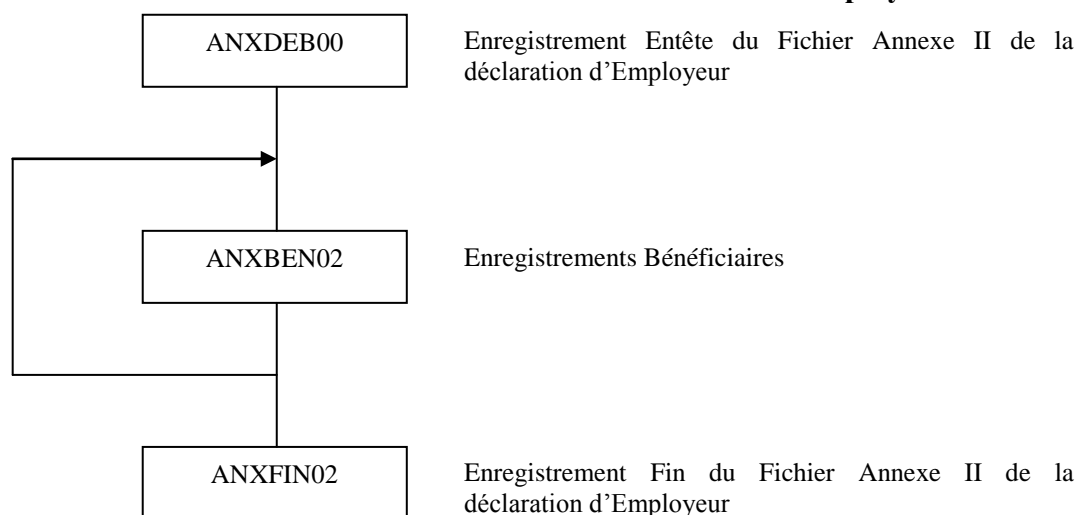 ANXDEB00
Enregistrement Entête du Fichier Annexe II de la
déclaration d’Employeur
ANXBEN02
Enregistrements Bénéficiaires
ANXFIN02
Enregistrement Fin du Fichier Annexe II de la
déclaration d’Employeur